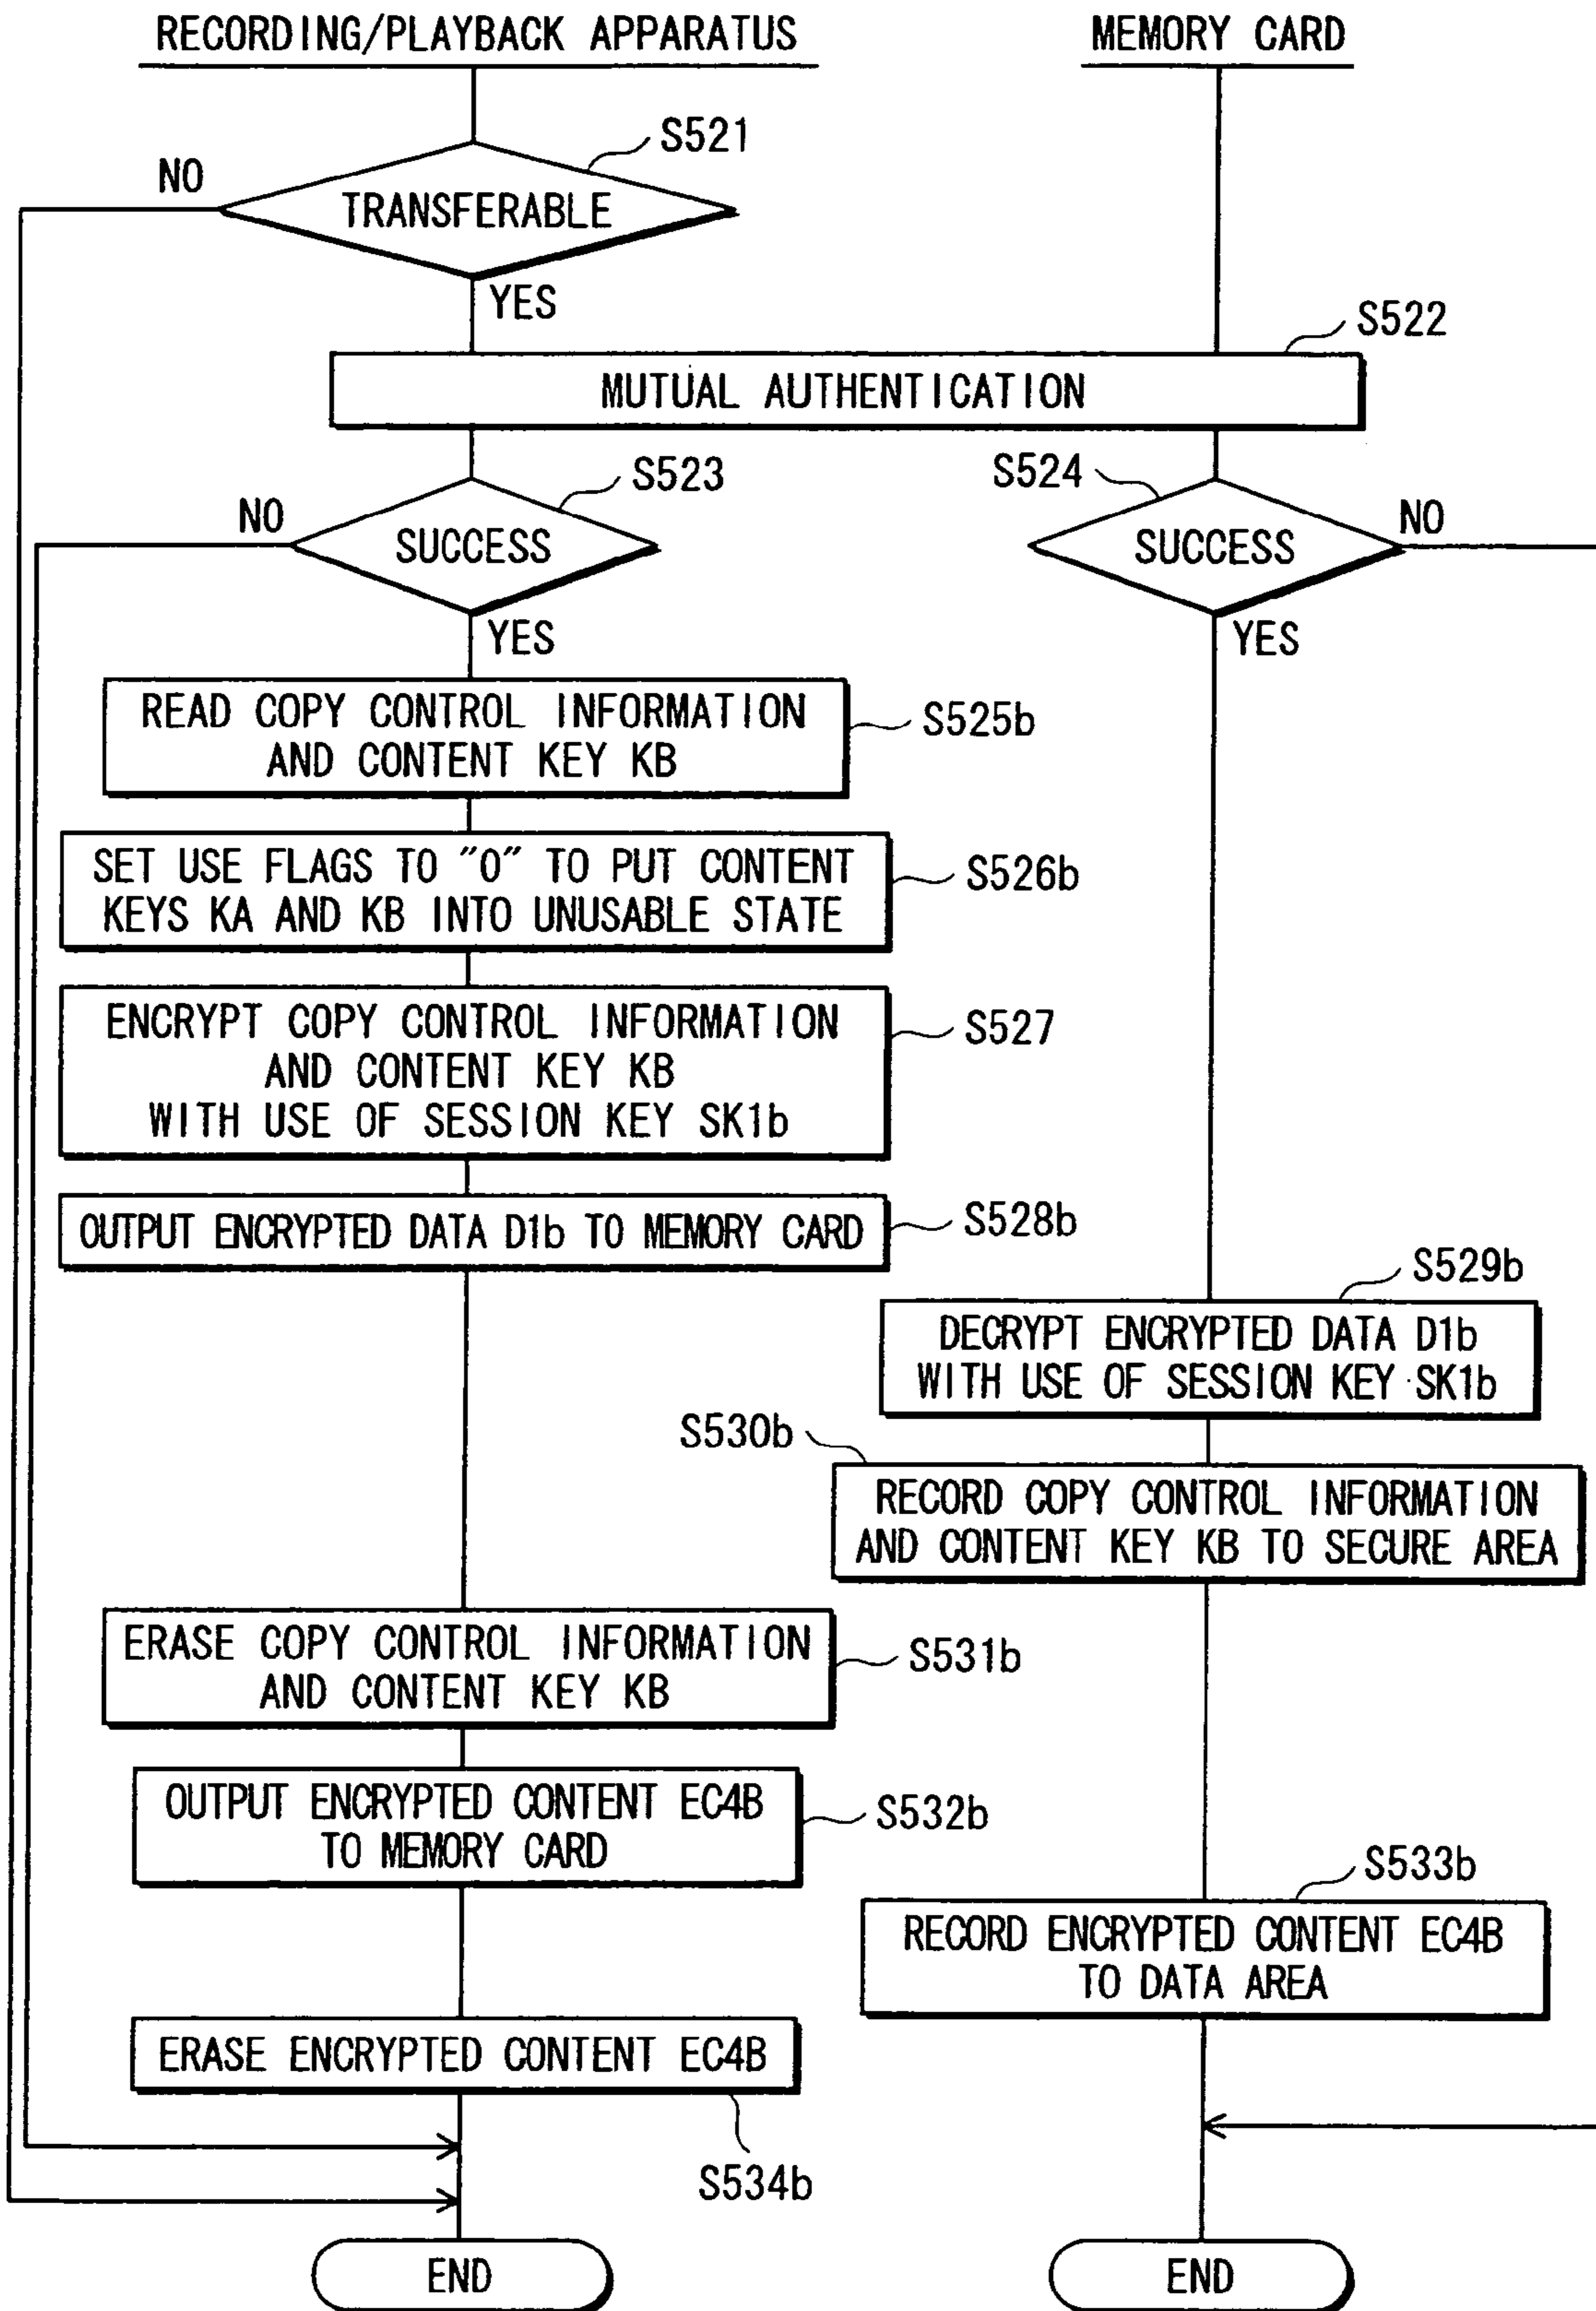 RECORDING/PLAYBACK APPARATUS
MEMORY CARD
S521
NO
TRANSFERABLE
YES
S522
MUTUAL AUTHENTICATION
S523
S524
NO
SUCCESS
SUCCESS
NO
YES
YES
READ COPY CONTROL INFORMATION
AND CONTENT KEY KB
S525b
SET USE FLAGS TO "0" TO PUT CONTENT
KEYS KA AND KB INTO UNUSABLE STATE
S526b
ENCRYPT COPY CONTROL INFORMATION
AND CONTENT KEY KB
WITH USE OF SESSION KEY SK1b
S527
OUTPUT ENCRYPTED DATA D1b TO MEMORY CARD
S528b
S529b
DECRYPT ENCRYPTED DATA D1b
WITH USE OF SESSION KEY SK1b
S530b
RECORD COPY CONTROL INFORMATION
AND CONTENT KEY KB TO SECURE AREA
ERASE COPY CONTROL INFORMATION
AND CONTENT KEY KB
S531b
OUTPUT ENCRYPTED CONTENT EC4B
TO MEMORY CARD
S532b
S533b
RECORD ENCRYPTED CONTENT EC4B
TO DATA AREA
ERASE ENCRYPTED CONTENT EC4B
S534b
END
END